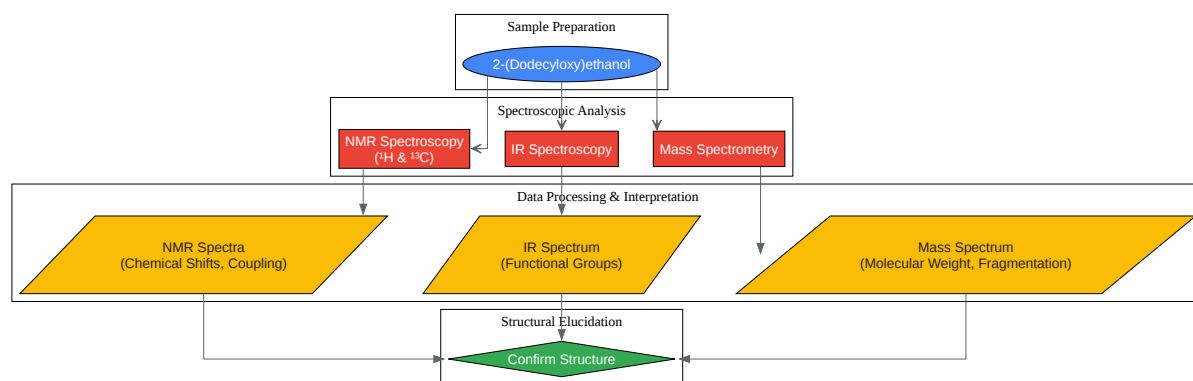 Sample Preparation
2-(Dodecyloxy)ethanol
Spectroscopic Analysis
NMR Spectroscopy
(¹H & ¹³C)
IR Spectroscopy
Mass Spectrometry
Data Processing & Interpretation
NMR Spectra
(Chemical Shifts, Coupling)
IR Spectrum
(Functional Groups)
Mass Spectrum
(Molecular Weight, Fragmentation)
Structural Elucidation
Confirm Structure